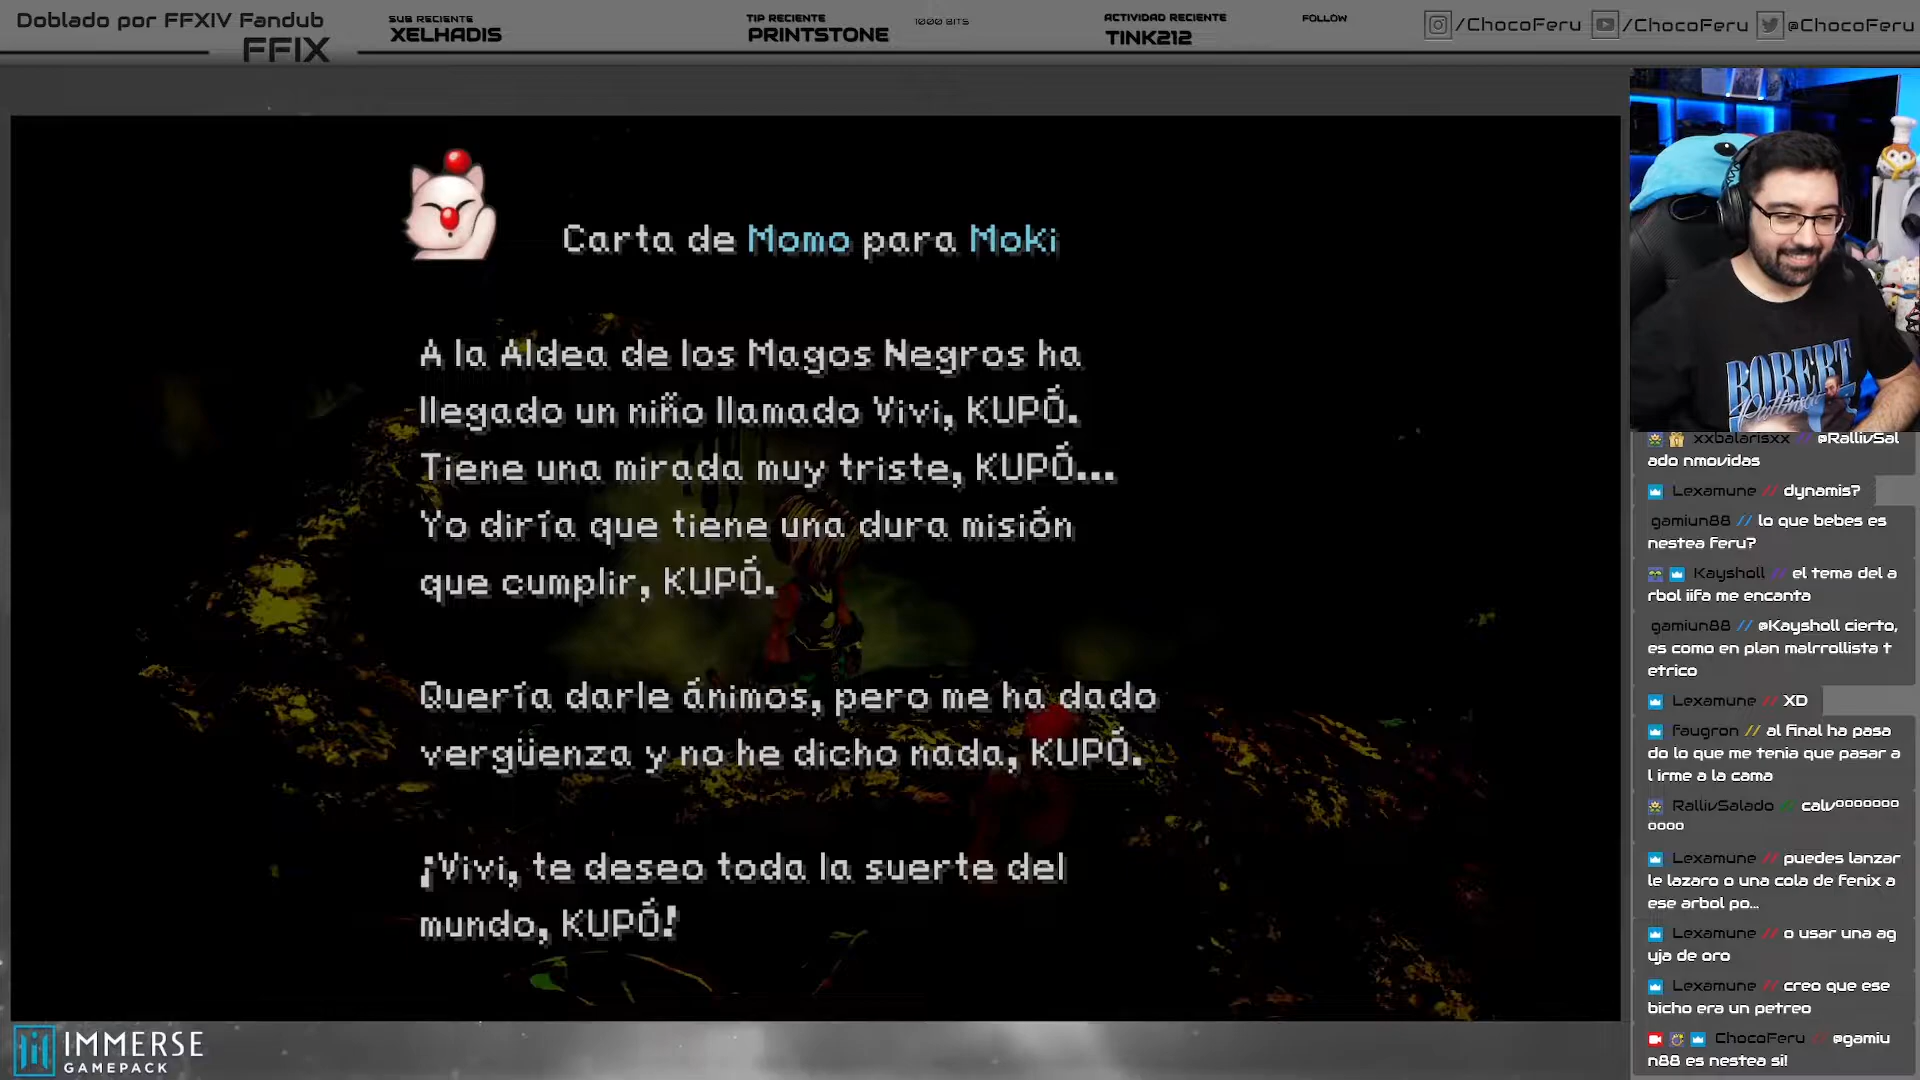 Doblado por FFXIV Fandub
FFIX
SUB RECIENTE
XELHADIS
TIP RECIENTE
PRINTSTONE
1000 BITS
ACTIVIDAD RECIENTE
TINK212
FOLLOW
/ChocoFeru
/ChocoFeru
@ChocoFeru
Carta de Momo para Moki
A la Aldea de los Magos Negros ha
llegado un niño llamado Vivi, KUPÓ.
Tiene una mirada muy triste, KUPÓ...
Yo diría que tiene una dura misión
que cumplir, KUPÓ.
Quería darle ánimos, pero me ha dado
vergüenza y no he dicho nada, KUPÓ.
¡Vivi, te deseo toda la suerte del
mundo, KUPÓ!
BOBERT
Pattinson
xxbalarisxx // @RallivSal
ado nmovidas
Lexamune // dynamis?
gamiun88 // lo que bebes es
nestea feru?
Kaysholl // el tema del a
rbol iifa me encanta
gamiun88 // @Kaysholl cierto,
es como en plan malrrollista t
etrico
Lexamune // XD
faugron // al final ha pasa
do lo que me tenia que pasar a
l irme a la cama
RallivSalado // calvooooooo
oooo
Lexamune // puedes lanzar
le lazaro o una cola de fenix a
ese arbol po...
Lexamune // o usar una ag
uja de oro
Lexamune // creo que ese
bicho era un petreo
ChocoFeru // @gamiu
n88 es nestea si!
IMMERSE
GAMEPACK